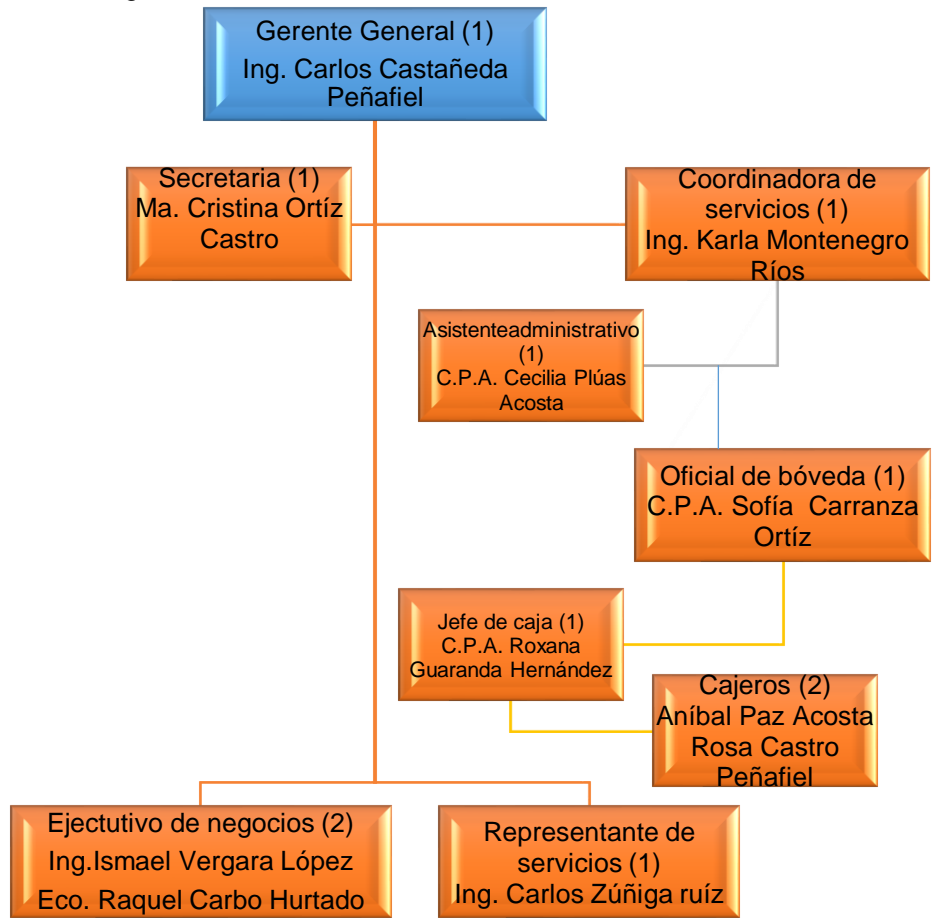 Gerente General (1)
Ing. Carlos Castañeda
Peñafiel
Secretaria (1)
Ma. Cristina Ortíz
Castro
Coordinadora de
servicios (1)
Ing. Karla Montenegro
Ríos
Asistenteadministrativo
(1)
C.P.A. Cecilia Plúas
Acosta
Oficial de bóveda (1)
C.P.A. Sofía Carranza
Ortíz
Jefe de caja (1)
C.P.A. Roxana
Guaranda Hernández
Cajeros (2)
Aníbal Paz Acosta
Rosa Castro
Peñafiel
Ejectutivo de negocios (2)
Ing.Ismael Vergara López
Eco. Raquel Carbo Hurtado
Representante de
servicios (1)
Ing. Carlos Zúñiga ruíz